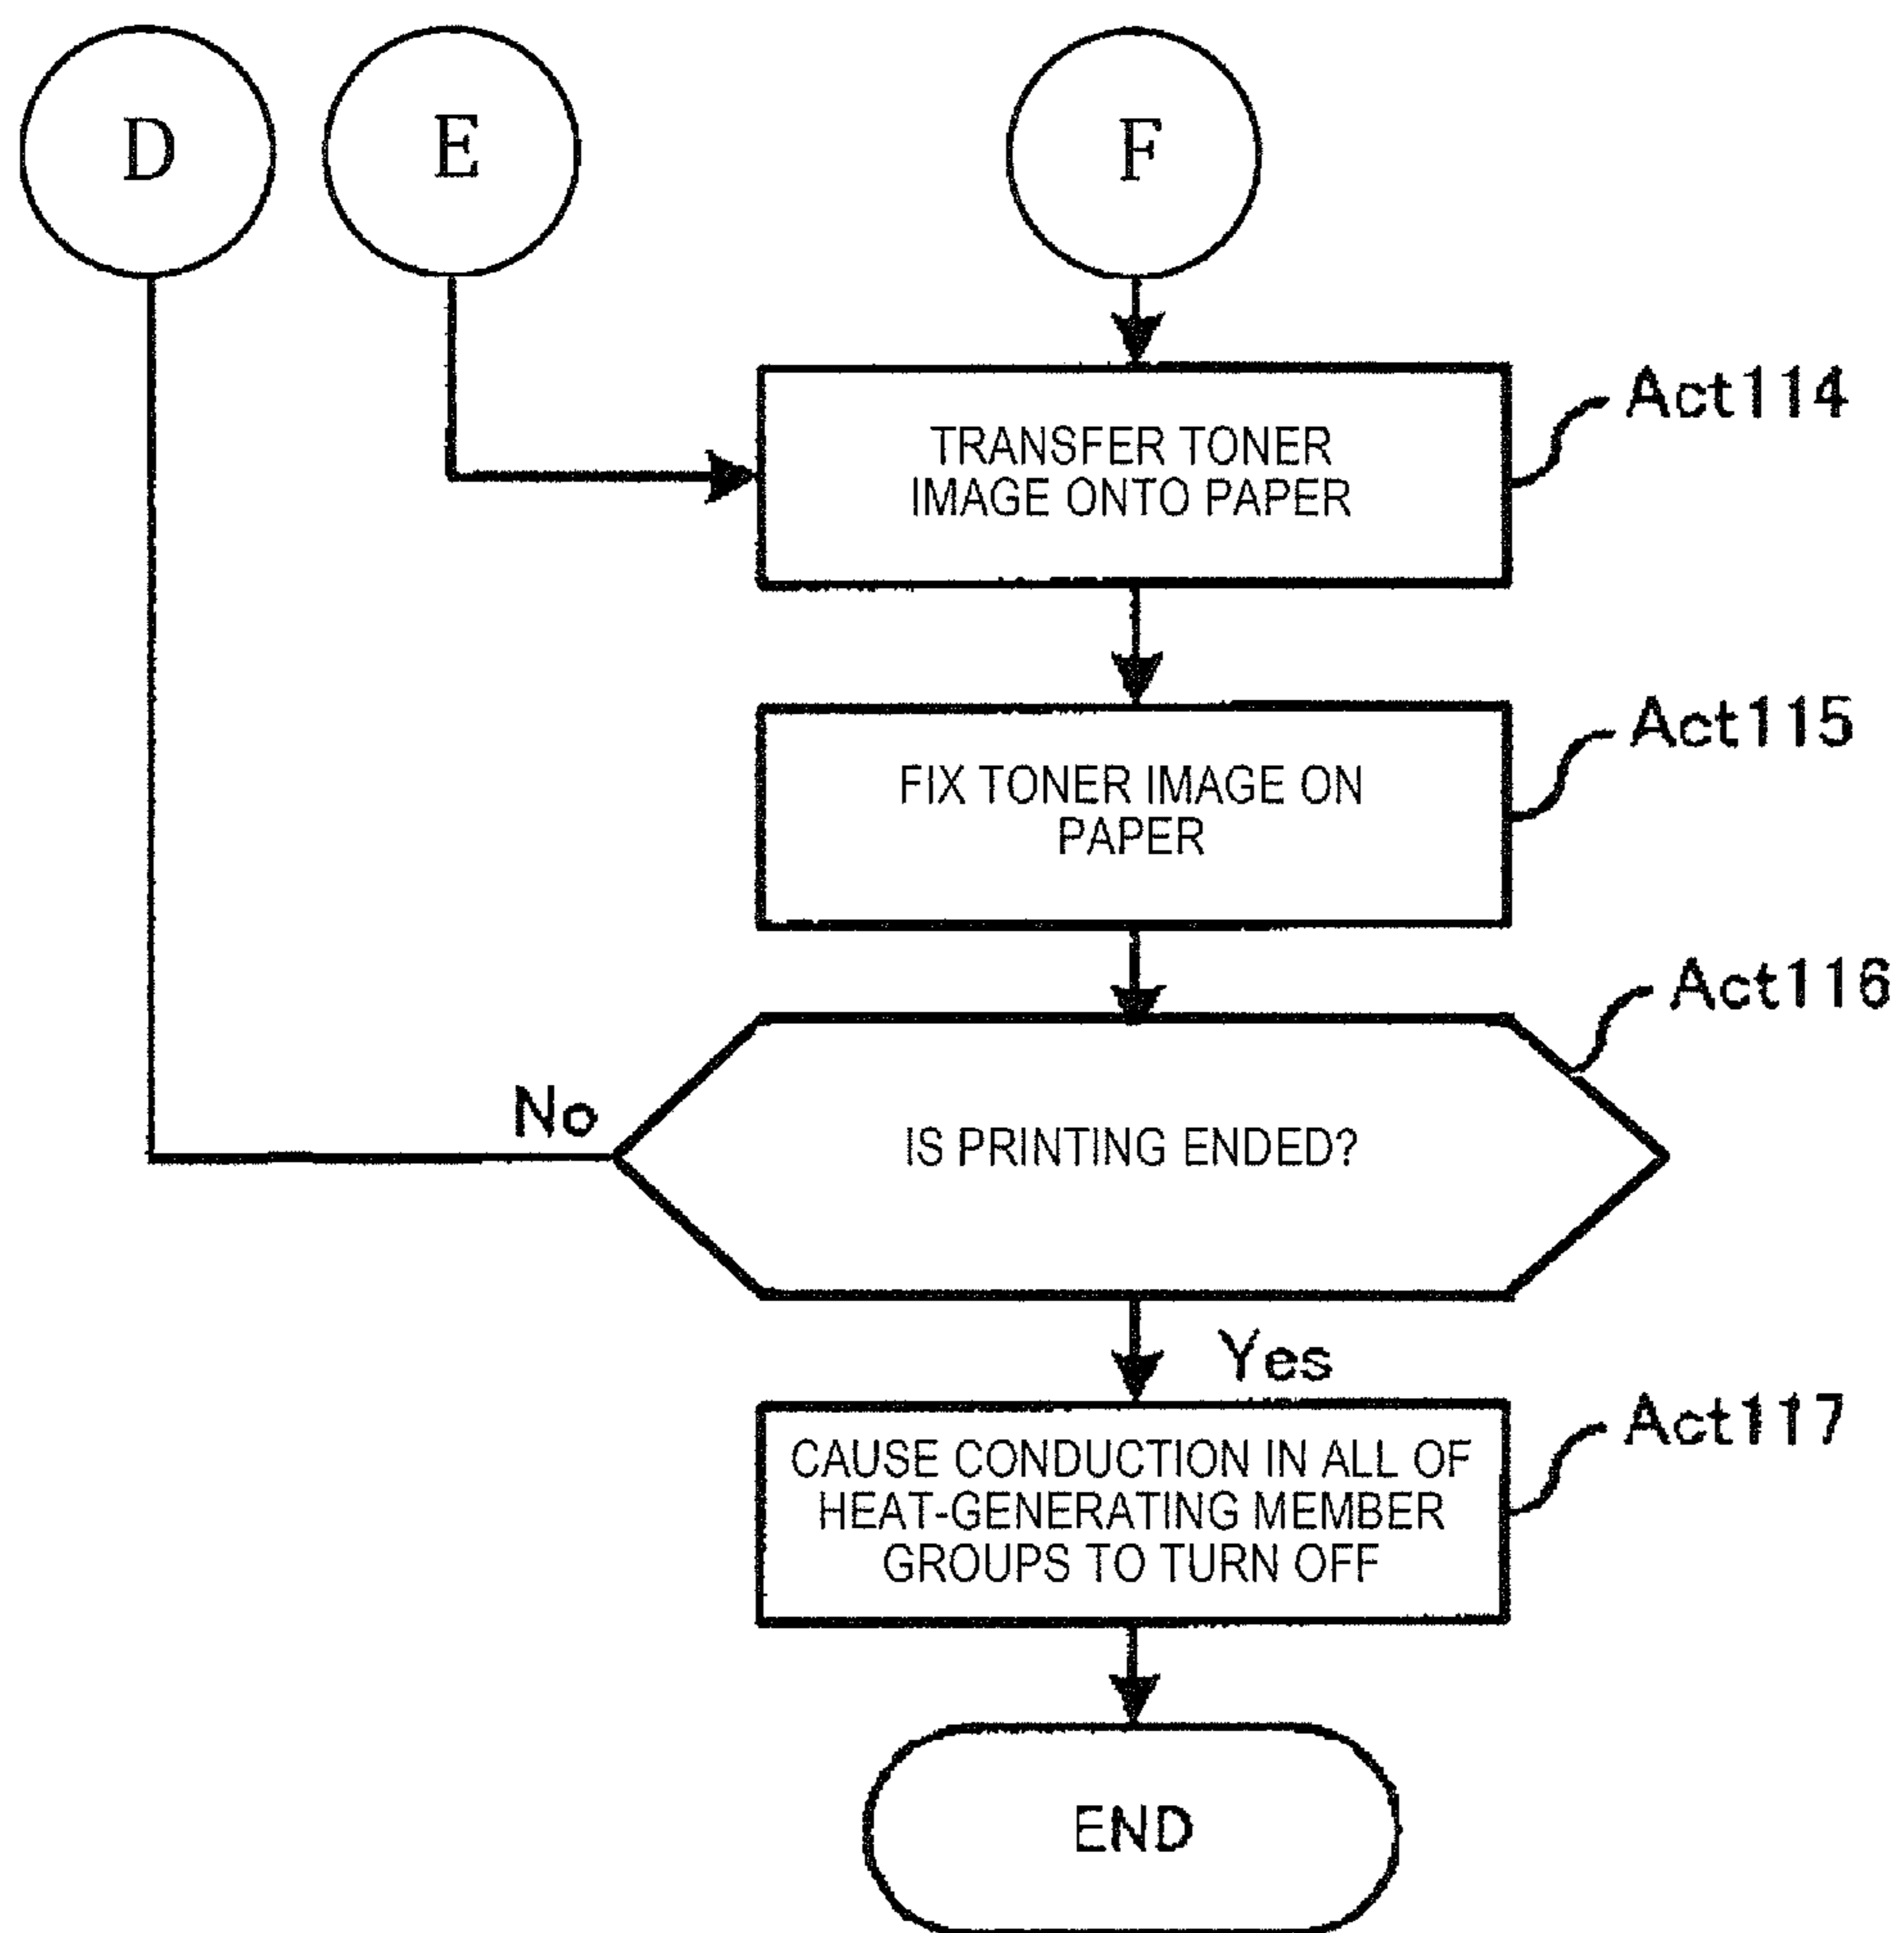 D
E
F
Act114
TRANSFER TONER
IMAGE ONTO PAPER
Act115
FIX TONER IMAGE ON
PAPER
Act116
No
IS PRINTING ENDED?
Yes
Act117
CAUSE CONDUCTION IN ALL OF
HEAT-GENERATING MEMBER
GROUPS TO TURN OFF
END